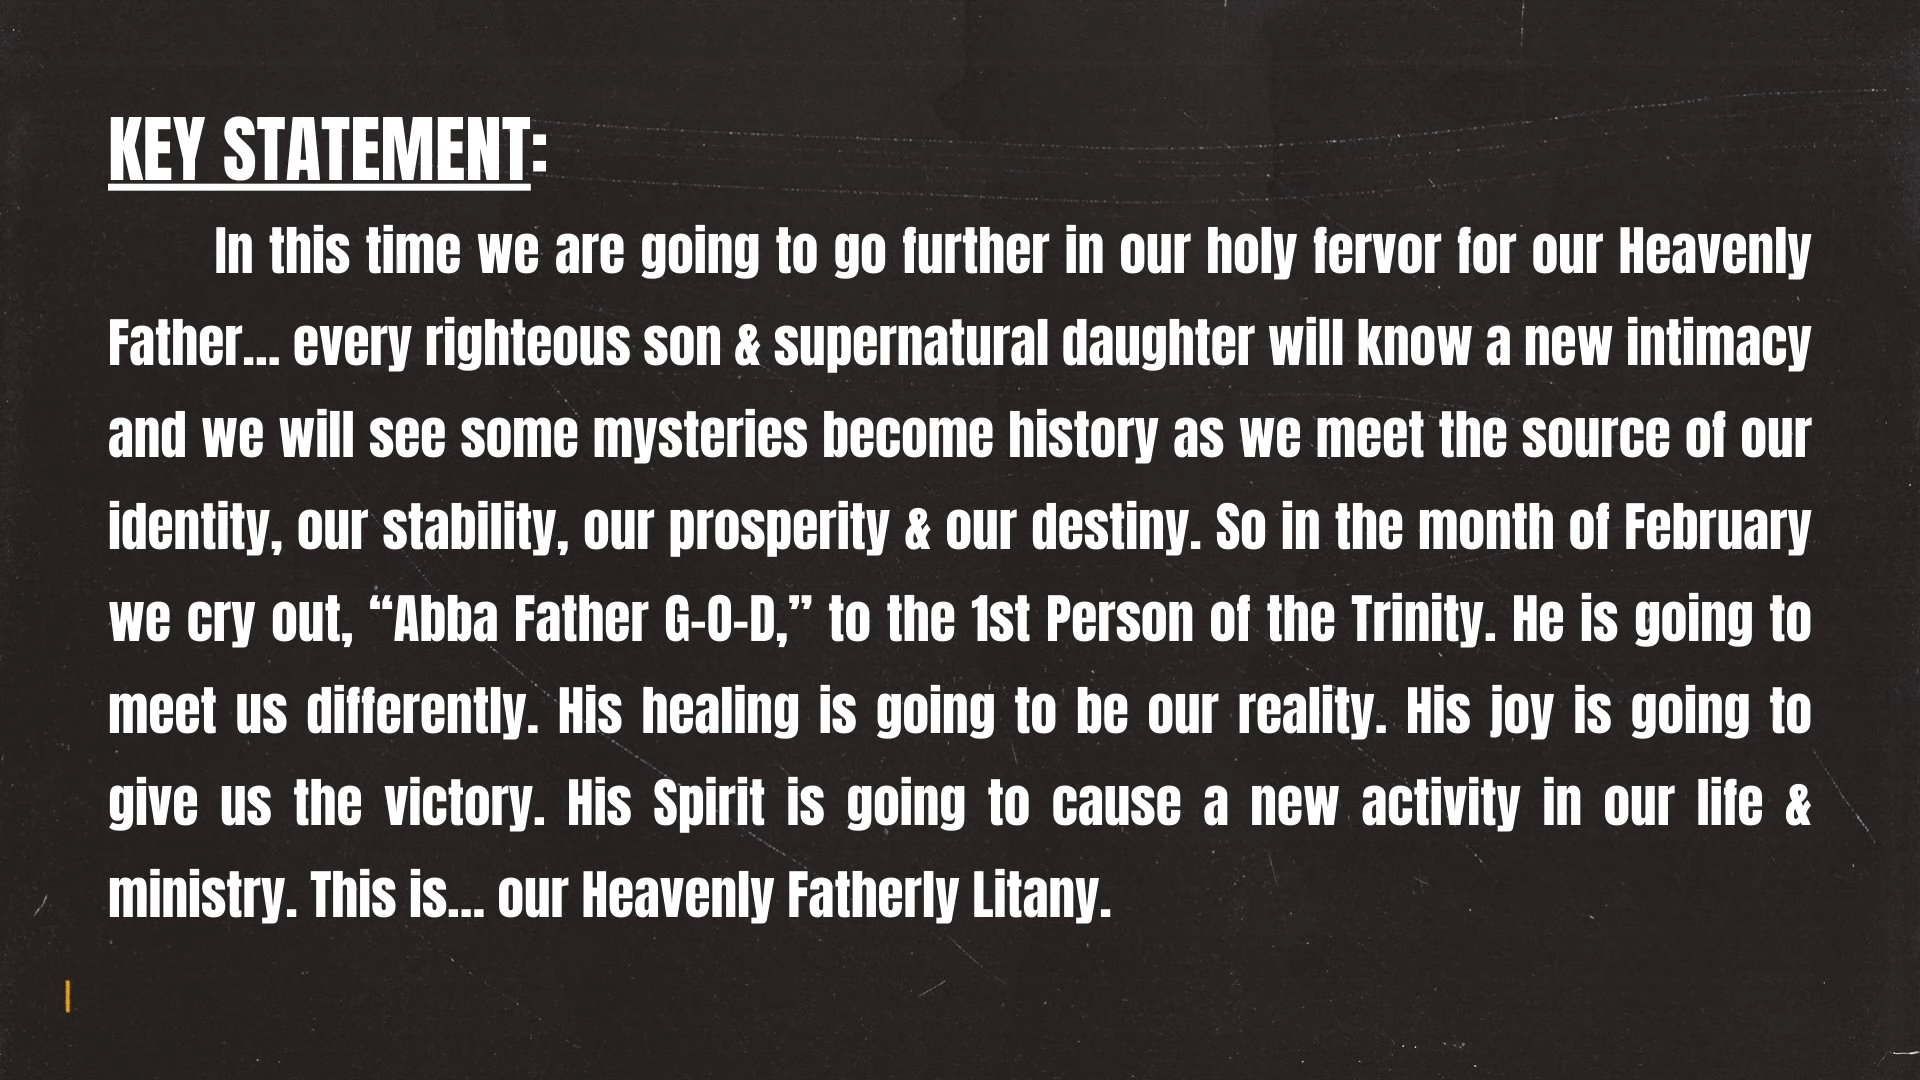 KEY STATEMENT:
In this time we are going to go further in our holy fervor for our Heavenly
Father... every righteous son & supernatural daughter will know a new intimacy
and we will see some mysteries become history as we meet the source of our
identity, our stability, our prosperity & our destiny. So in the month of February
we cry out, “Abba Father G-O-D,” to the 1st Person of the Trinity. He is going to
meet us differently. His healing is going to be our reality. His joy is going to
give us the victory. His Spirit is going to cause a new activity in our life &
ministry. This is... our Heavenly Fatherly Litany.